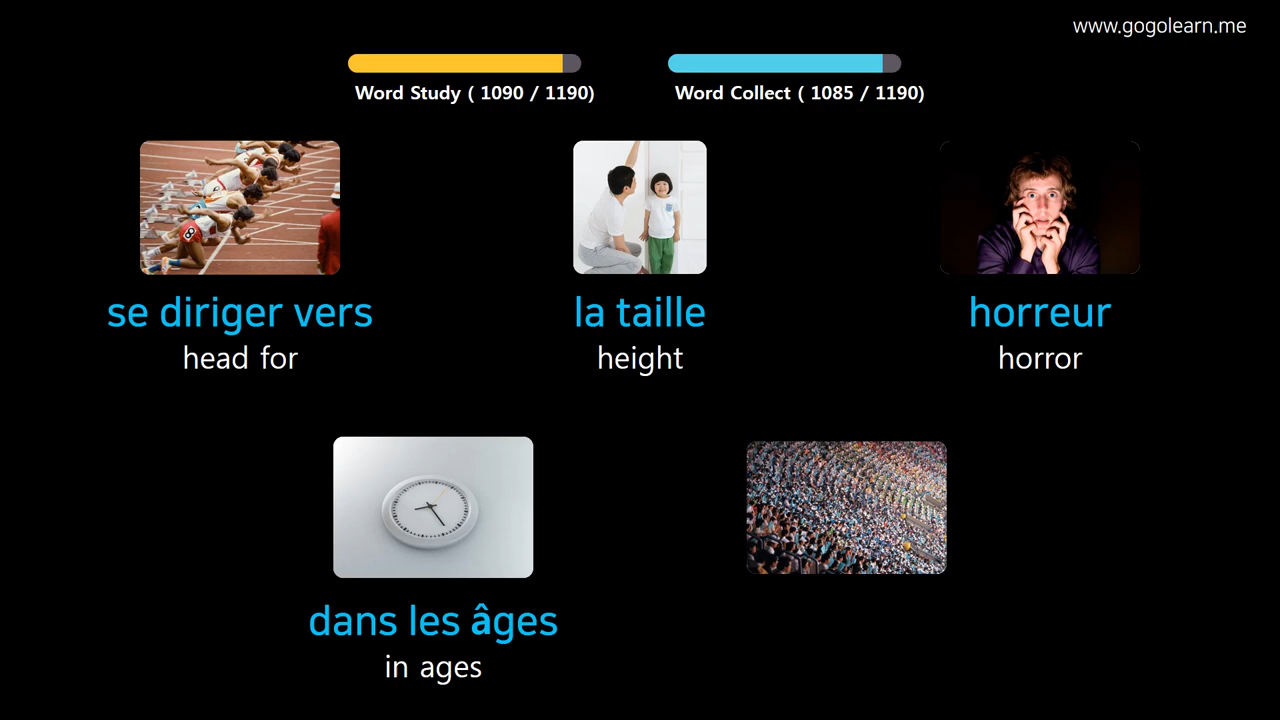 www.gogolearn.me
Word Study ( 1090 / 1190)
Word Collect ( 1085 / 1190)
se diriger vers
head for
la taille
height
horreur
horror
dans les âges
in ages